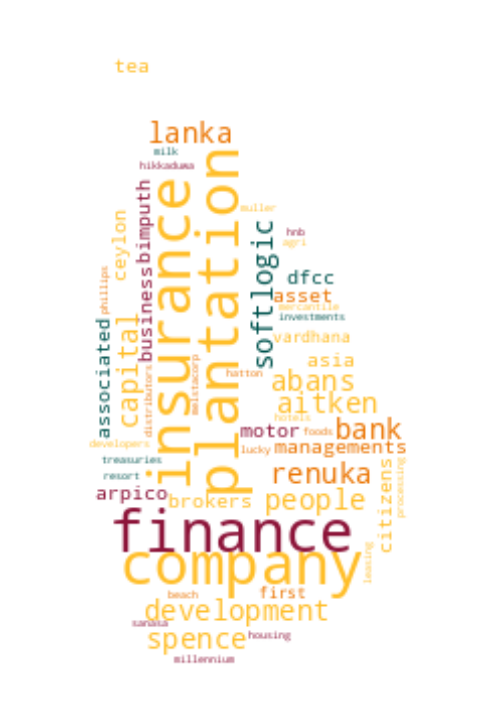 tea
lanka
milk
hikkaduwa
insurance
plantation
bimputh
business
ceylon
muller
softlogic
hnb
agri
dfcc
asset
mercantile
investments
phillips
associated
capital
vardhana
asia
distributors
meistacorp
hatton
abans
aitken
hotels
motor
foods
bank
developers
lucky
managements
treasuries
resort
renuka
citizens
processing
arpico
brokers
people
finance
company
leasing
beach
first
development
sanasa
spence
housing
millennium